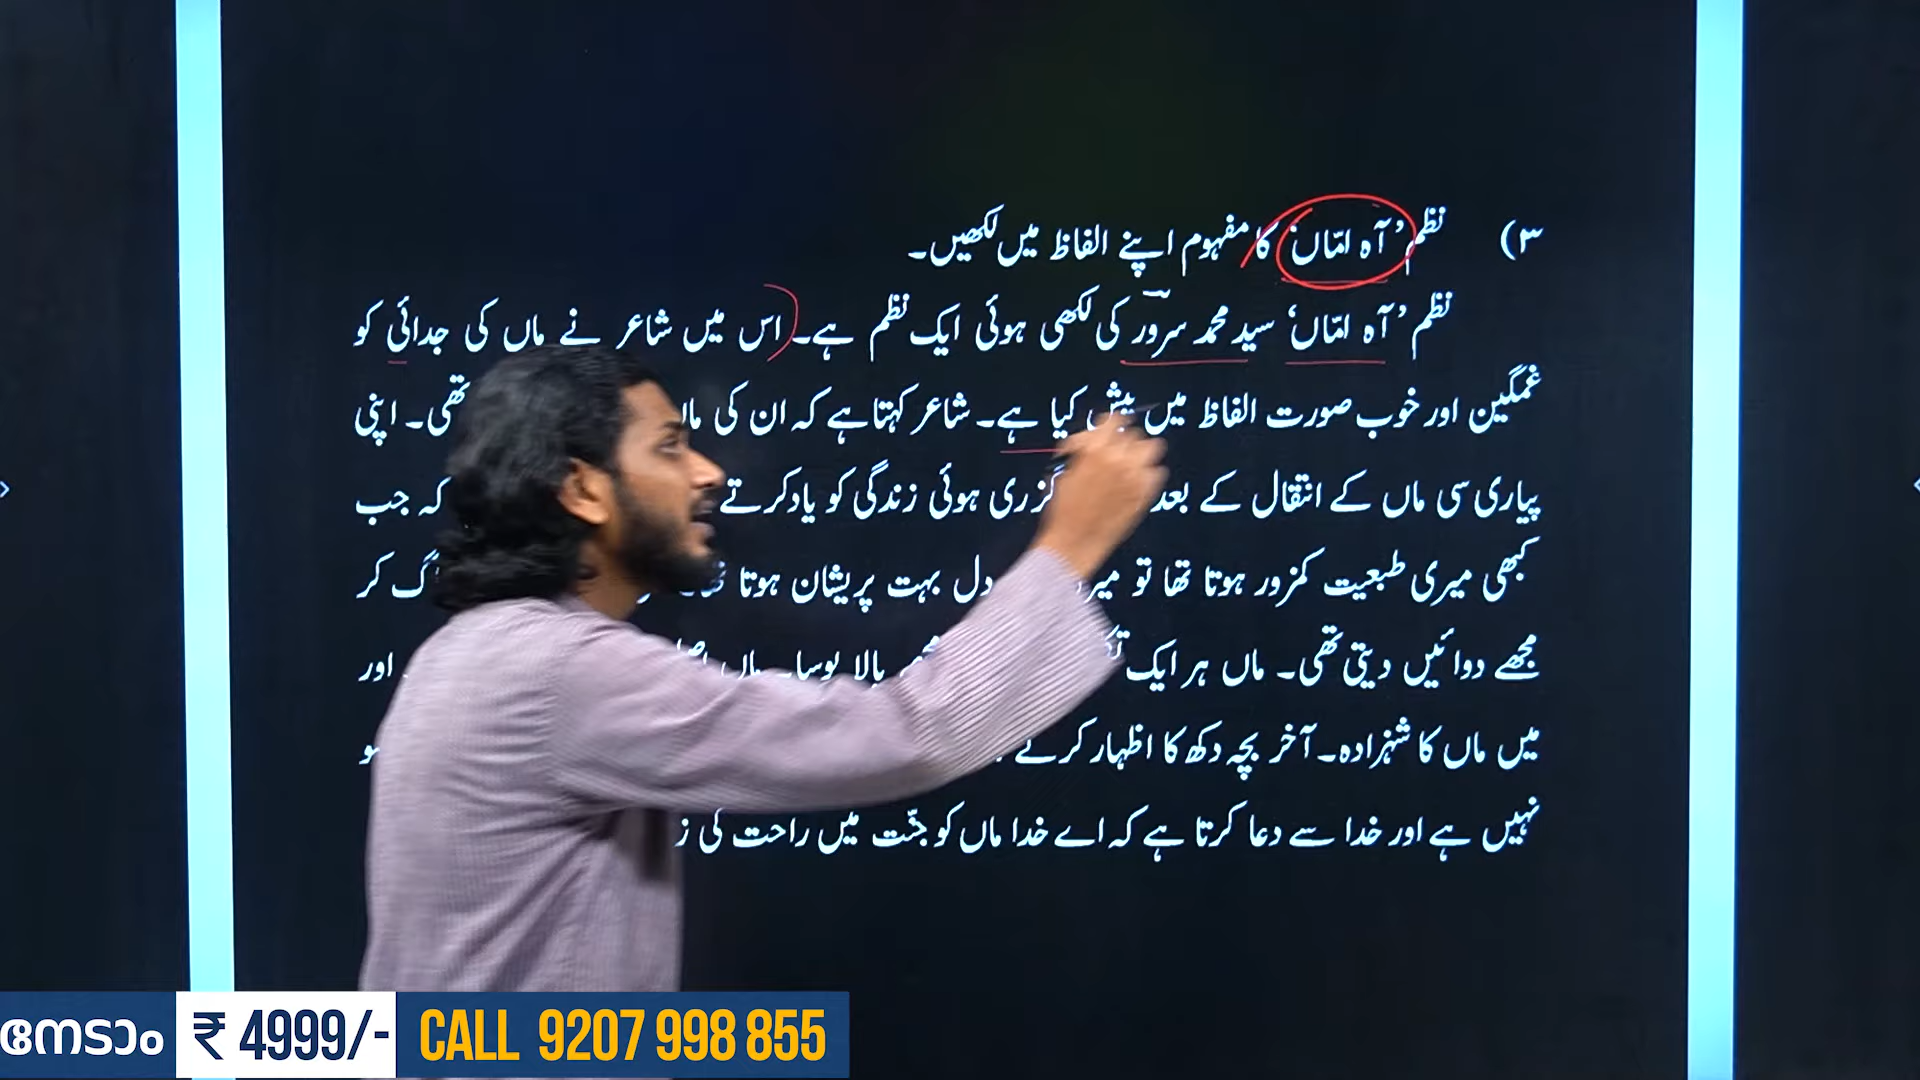 ۳) نظم ’آہ امّاں‘ کا مفہوم اپنے الفاظ میں لکھیں۔
نظم ’آہ امّاں‘ سید محمد سرور کی لکھی ہوئی ایک نظم ہے۔ اس میں شاعر نے ماں کی جدائی کو
غمگین اور خوب صورت الفاظ میں پیش کیا ہے۔ شاعر کہتا ہے کہ ان کی ماں تھی۔ اپنی
پیاری سی ماں کے انتقال کے بعد گزری ہوئی زندگی کو یاد کرتے کہ جب
کبھی میری طبعیت کمزور ہوتا تھا تو دل بہت پریشان ہوتا کر
مجھے دوائیں دیتی تھی۔ ماں ہر ایک پالا پوسا۔ ماں اور
میں ماں کا شہزادہ۔ آخر بچہ دکھ کا اظہار کرتے
نہیں ہے اور خدا سے دعا کرتا ہے کہ اے خدا ماں کو جنّت میں راحت کی
നേടാം ₹ 4999/- CALL 9207 998 855